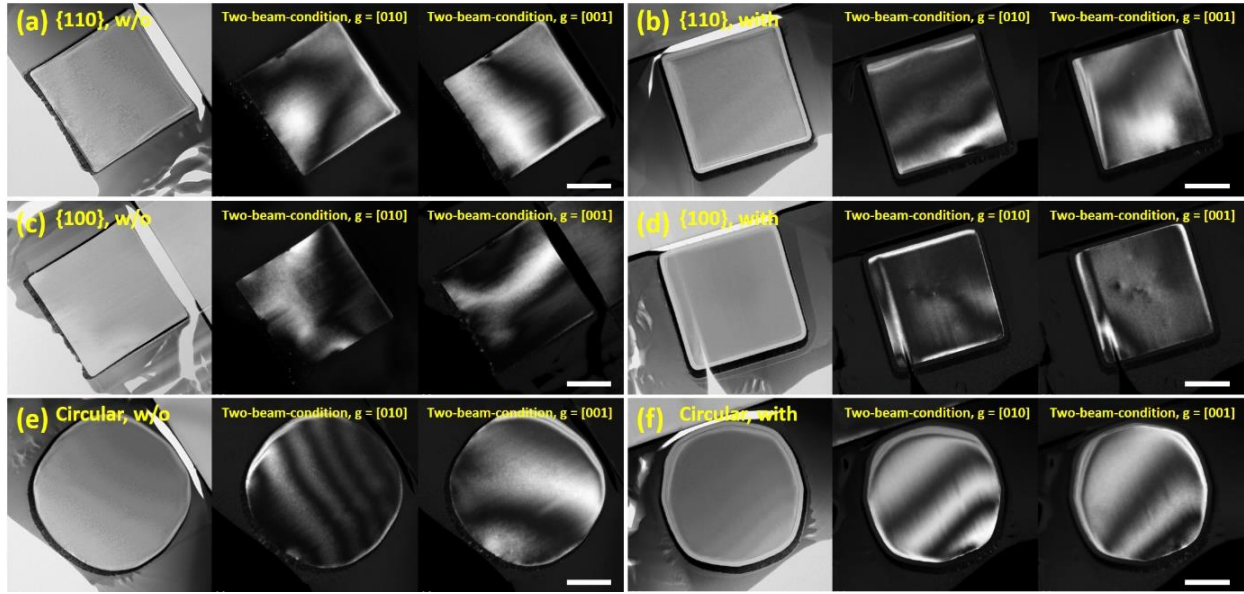 (a) {110}, w/o
Two-beam-condition, g = [010]
Two-beam-condition, g = [001]
(b) {110}, with
Two-beam-condition, g = [010]
Two-beam-condition, g = [001]
(c) {100}, w/o
Two-beam-condition, g = [010]
Two-beam-condition, g = [001]
(d) {100}, with
Two-beam-condition, g = [010]
Two-beam-condition, g = [001]
(e) Circular, w/o
Two-beam-condition, g = [010]
Two-beam-condition, g = [001]
(f) Circular, with
Two-beam condition, g = [010]
Two-beam-condition, g = [001]